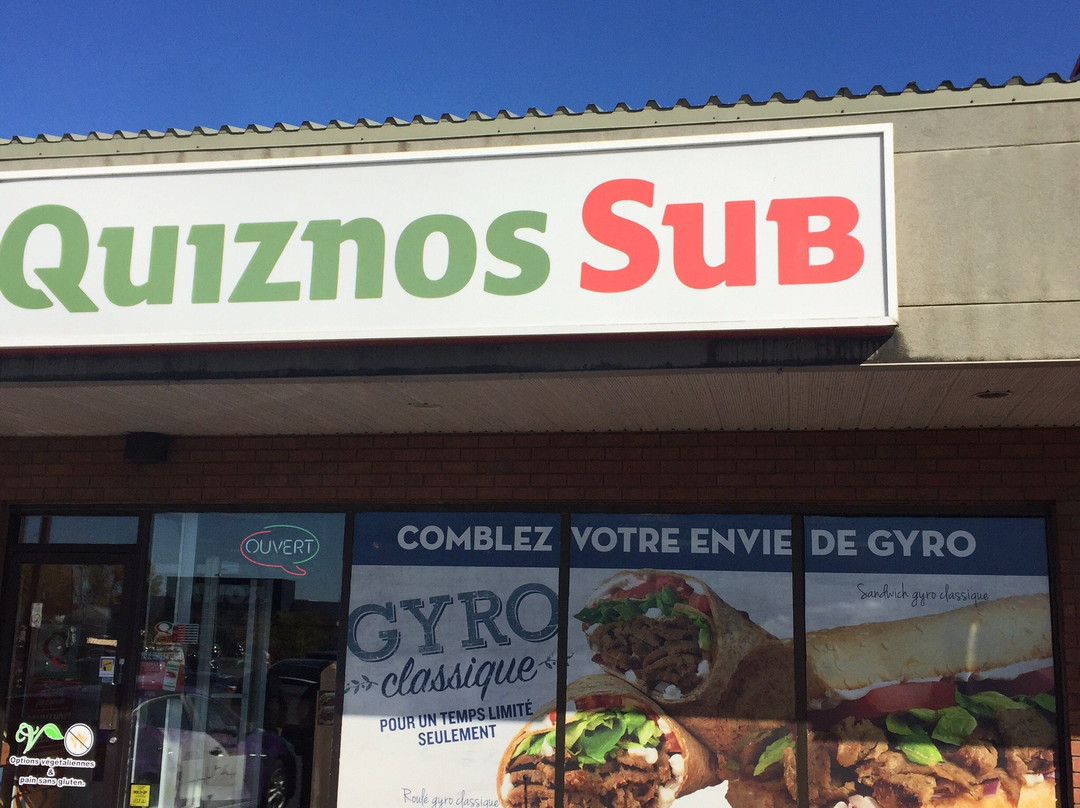 Quiznos Sub
OUVERT
COMBLEZ VOTRE ENVIE DE GYRO
Sandwich gyro classique
GYRO
classique
POUR UN TEMPS LIMITÉ
SEULEMENT
Roulé gyro classique
Options végétaliennes
&
pain sans gluten.